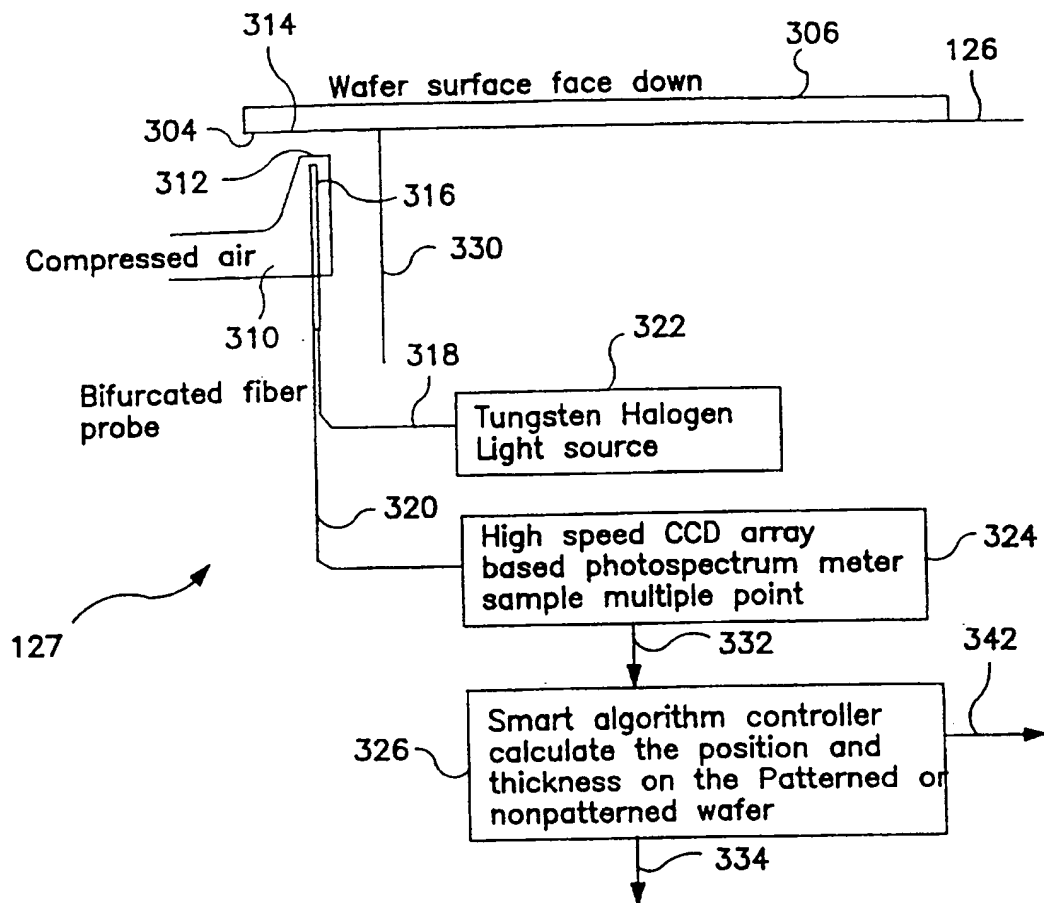 314
306
126
Wafer surface face down
304
312
316
Compressed air
330
310
322
318
Bifurcated fiber
probe
Tungsten Halogen
Light source
320
High speed CCD array
based photospectrum meter
sample multiple point
324
127
332
342
Smart algorithm controller
calculate the position and
thickness on the Patterned or
nonpatterned wafer
326
334